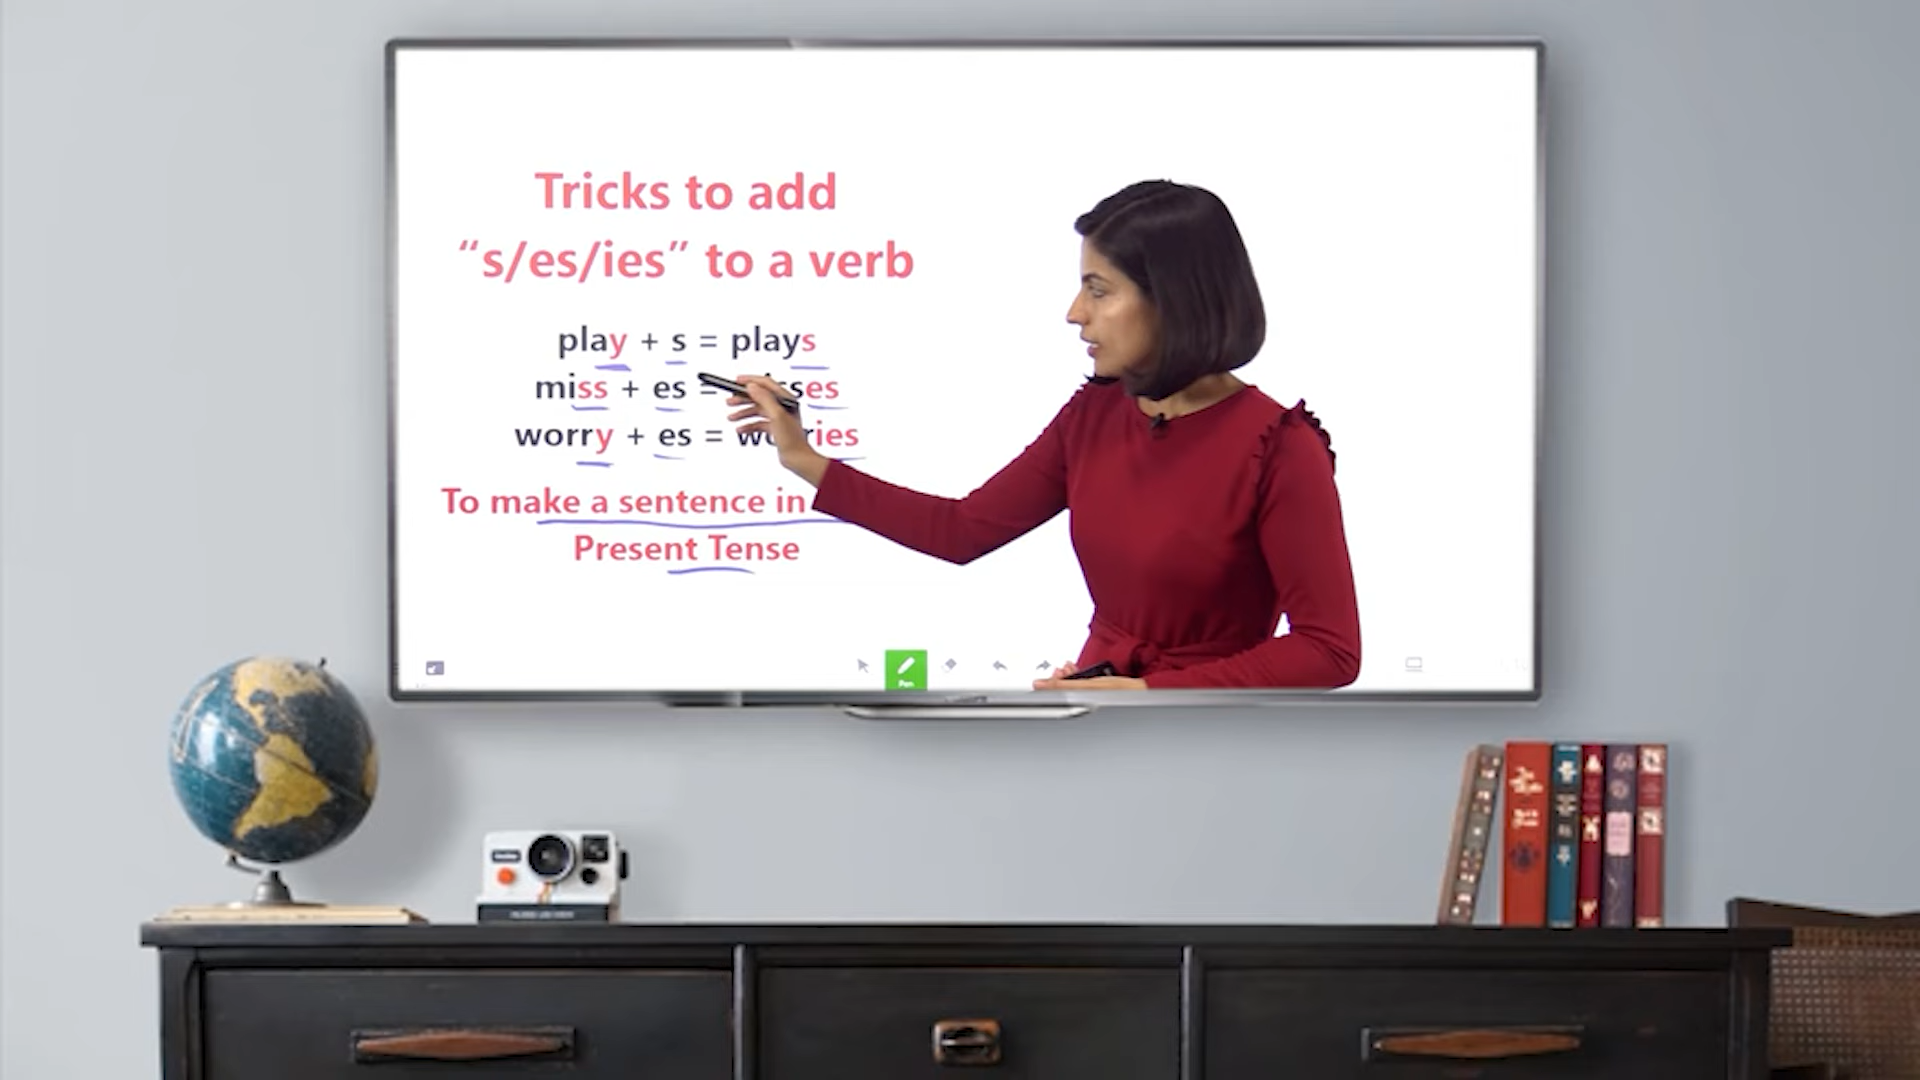 Tricks to add
“s/es/ies” to a verb
play + s = plays
miss + es =
worry + es =
To make a sentence in
Present Tense
Pen